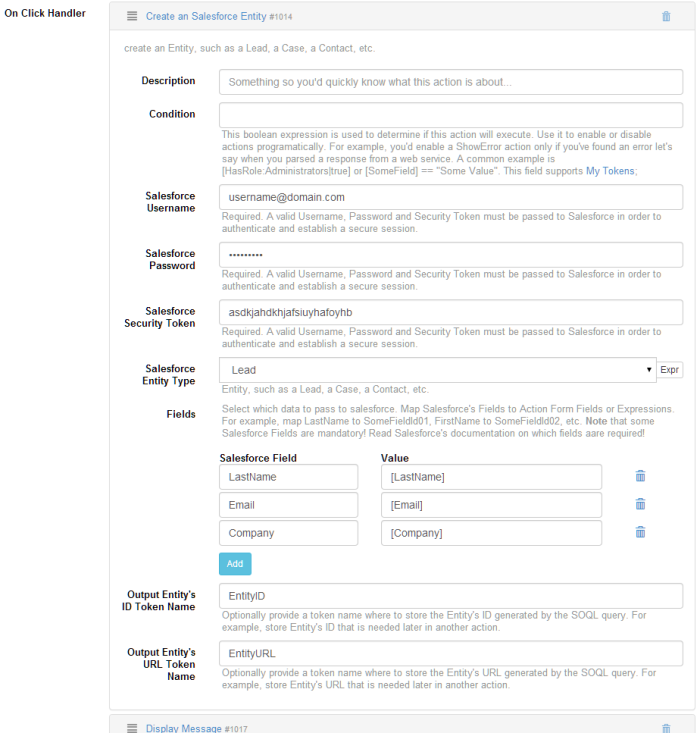 On Click Handler
Create an Salesforce Entity #1014
create an Entity, such as a Lead, a Case, a Contact, etc.
Description
Something so you'd quickly know what this action is about...
Condition
This boolean expression is used to determine if this action will execute. Use it to enable or disable
actions programatically. For example, you'd enable a ShowError action only if you've found an error let's
say when you parsed a response from a web service. A common example is
[HasRole:Administrators|true] or [SomeField] == "Some Value". This field supports My Tokens;
Salesforce
Username
username@domain.com
Required. A valid Username, Password and Security Token must be passed to Salesforce in order to
authenticate and establish a secure session.
Salesforce
Password
•••••••••
Required. A valid Username, Password and Security Token must be passed to Salesforce in order to
authenticate and establish a secure session.
Salesforce
Security Token
asdkjahdkhjafsiuyhafoyhb
Required. A valid Username, Password and Security Token must be passed to Salesforce in order to
authenticate and establish a secure session.
Salesforce
Entity Type
Lead
Expr
Entity, such as a Lead, a Case, a Contact, etc.
Fields
Select which data to pass to salesforce. Map Salesforce's Fields to Action Form Fields or Expressions.
For example, map LastName to SomeFieldId01, FirstName to SomeFieldId02, etc. Note that some
Salesforce Fields are mandatory! Read Salesforce's documentation on which fields aare required!
Salesforce Field Value
LastName [LastName]
Email [Email]
Company [Company]
Add
Output Entity's
ID Token Name
EntityID
Optionally provide a token name where to store the Entity's ID generated by the SOQL query. For
example, store Entity's ID that is needed later in another action.
Output Entity's
URL Token
Name
EntityURL
Optionally provide a token name where to store the Entity's URL generated by the SOQL query. For
example, store Entity's URL that is needed later in another action.
Display Message #1017